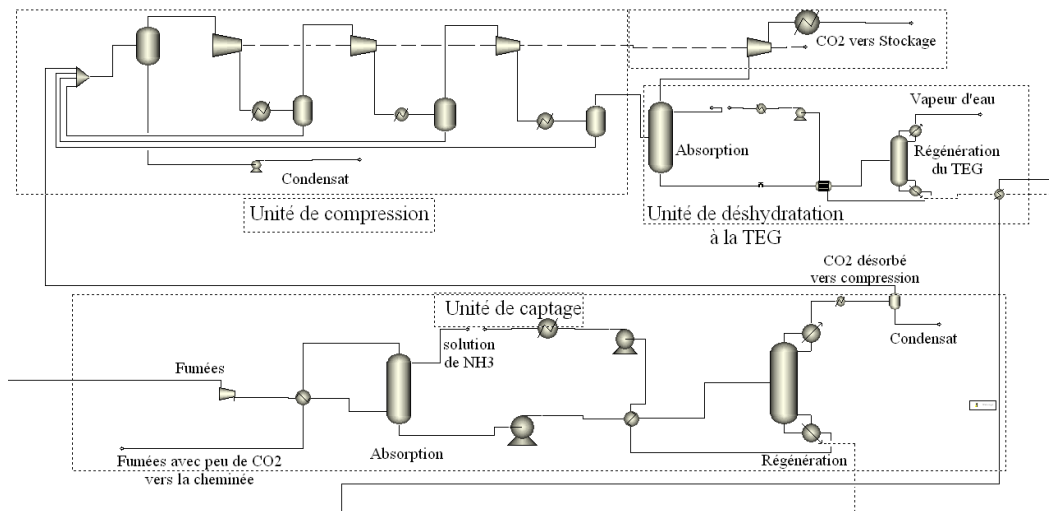 CO2 vers Stockage
Vapeur d'eau
Absorption
Régénération
du TEG
Condensat
Unité de compression
Unité de déshydratation
à la TEG
CO2 désorbé
vers compression
Unité de captage
Condensat
solution
de NH3
Fumées
Absorption
Régénération
Fumées avec peu de CO2
vers la cheminée